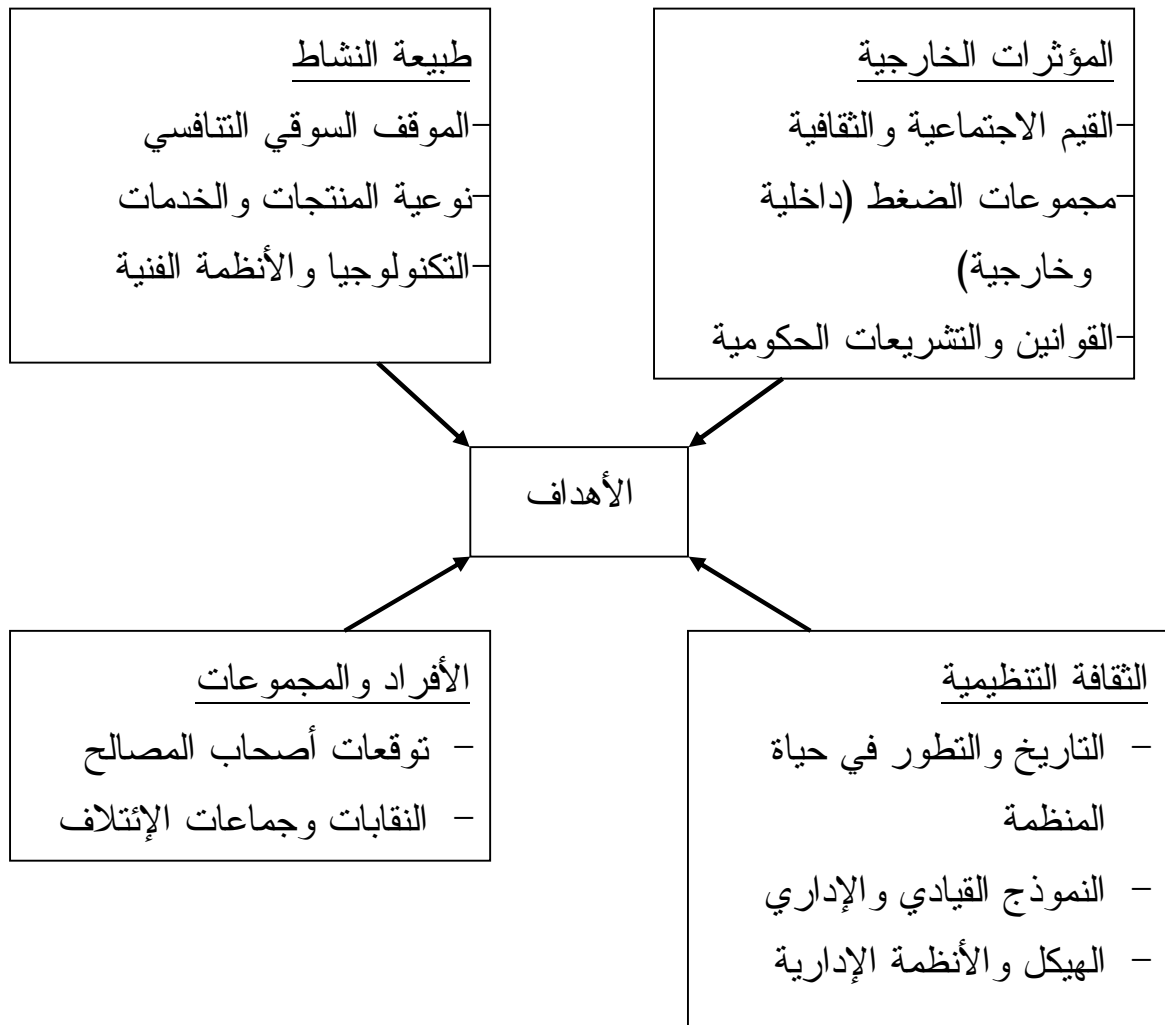 المؤثرات الخارجية
-القيم الاجتماعية والثقافية
-مجموعات الضغط (داخلية
وخارجية)
-القوانين والتشريعات الحكومية
طبيعة النشاط
-الموقف السوقي التنافسي
-نوعية المنتجات والخدمات
-التكنولوجيا والأنظمة الفنية
الأهداف
الثقافة التنظيمية
- التاريخ والتطور في حياة
المنظمة
- النموذج القيادي والإداري
- الهيكل والأنظمة الإدارية
الأفراد والمجموعات
- توقعات أصحاب المصالح
- النقابات وجماعات الإئتلاف